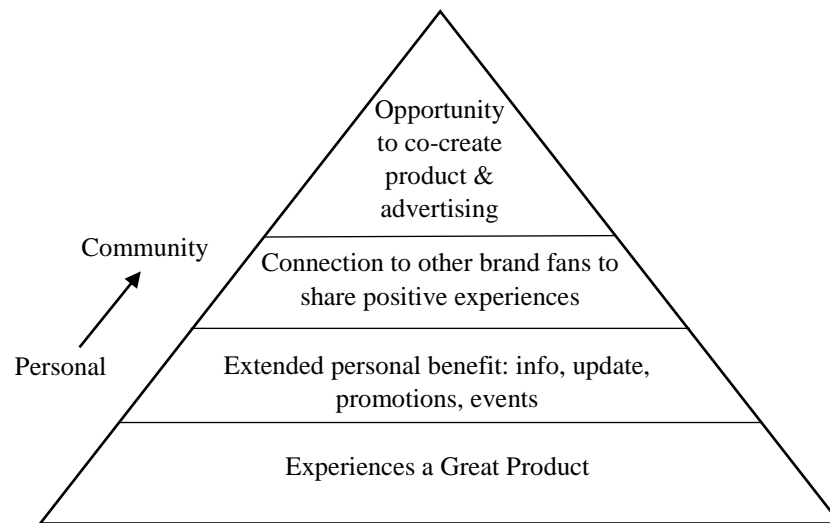 Opportunity
to co-create
product &
advertising
Community
Connection to other brand fans to
share positive experiences
Personal
Extended personal benefit: info, update,
promotions, events
Experiences a Great Product